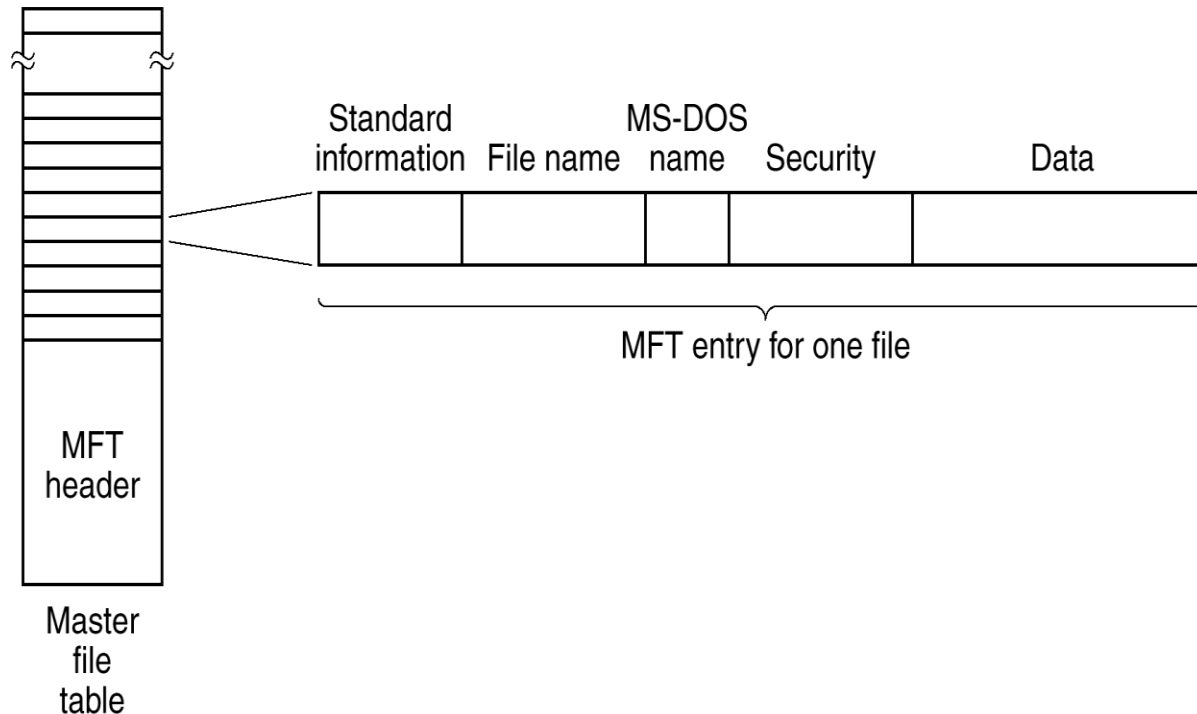 Standard
information
File name
MS-DOS
name
Security
Data
MFT entry for one file
MFT
header
Master
file
table